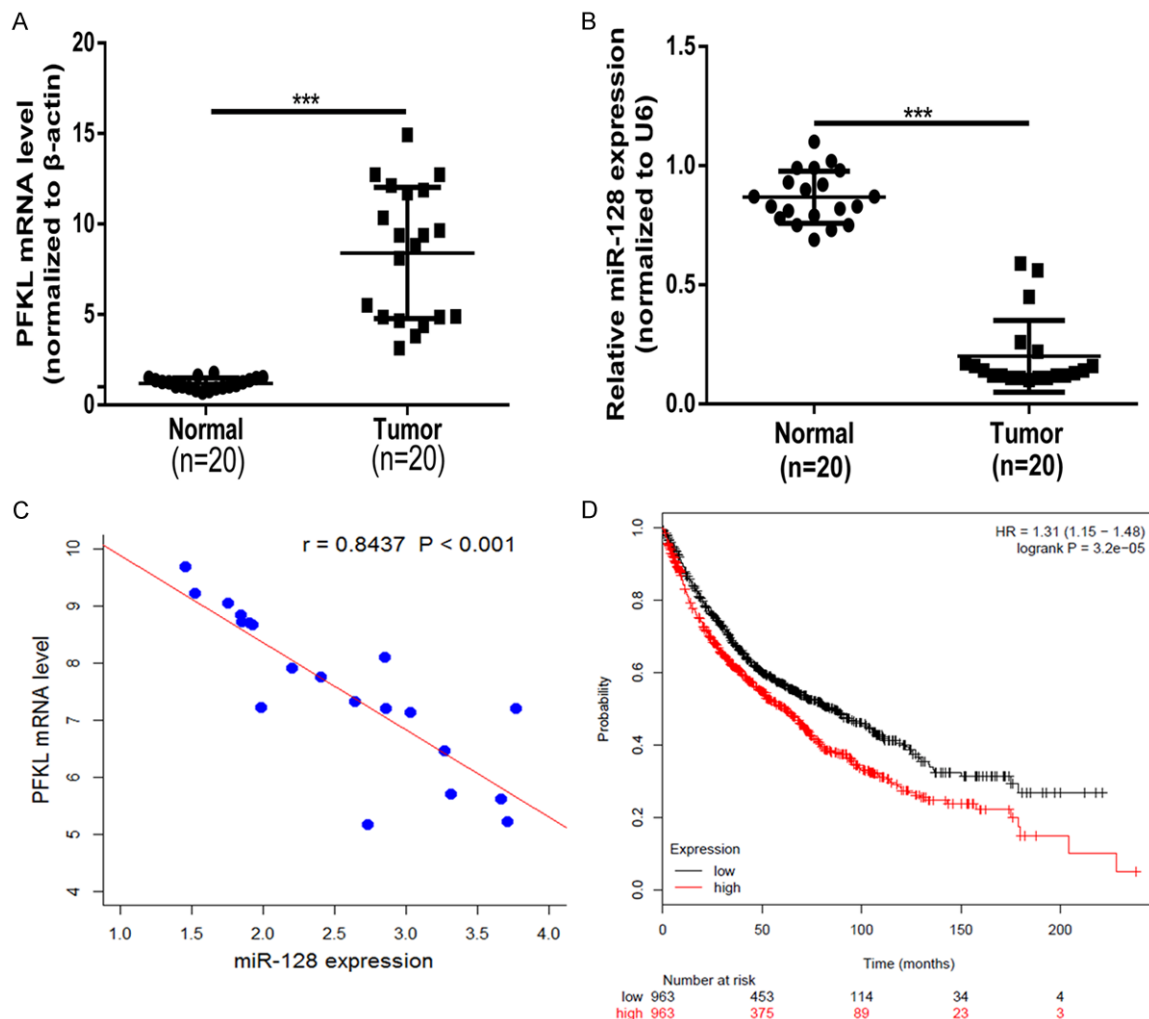 A
PFKL mRNA level
(normalized to β-actin)
20
15
10
5
0
***
Normal
(n=20)
Tumor
(n=20)
B
Relative miR-128 expression
(normalized to U6)
1.5
1.0
0.5
0.0
***
Normal
(n=20)
Tumor
(n=20)
C
r = 0.8437 P < 0.001
PFKL mRNA level
10
9
8
7
6
5
4
1.0 1.5 2.0 2.5 3.0 3.5 4.0
miR-128 expression
D
HR = 1.31 (1.15 − 1.48)
logrank P = 3.2e−05
Probability
1.0
0.8
0.6
0.4
0.2
0.0
Expression
low
high
0 50 100 150 200
Time (months)
Number at risk
low 963 453 114 34 4
high 963 375 89 23 3